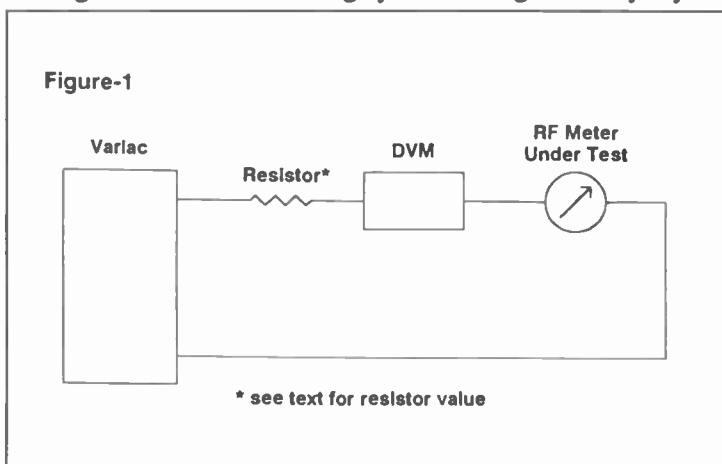 Figure-1
Variac
Resistor*
DVM
RF Meter
Under Test
* see text for resistor value